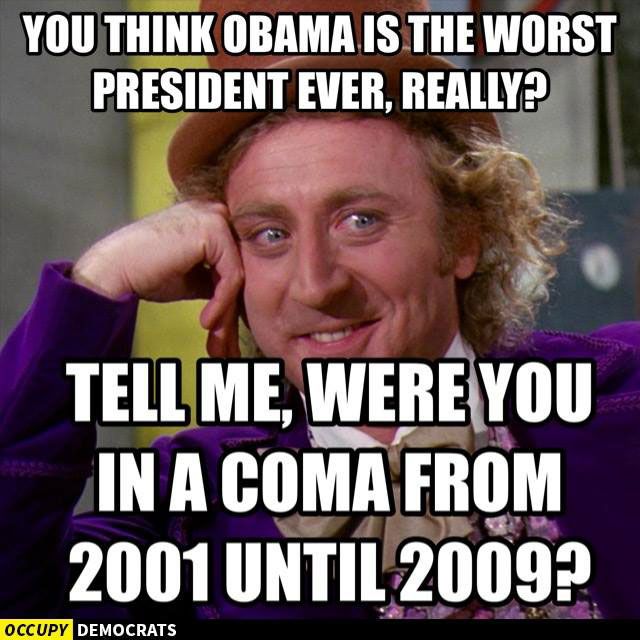 YOU THINK OBAMA IS THE WORST
PRESIDENT EVER, REALLY?
TELL ME, WERE YOU
IN A COMA FROM
2001 UNTIL 2009?
OCCUPY DEMOCRATS